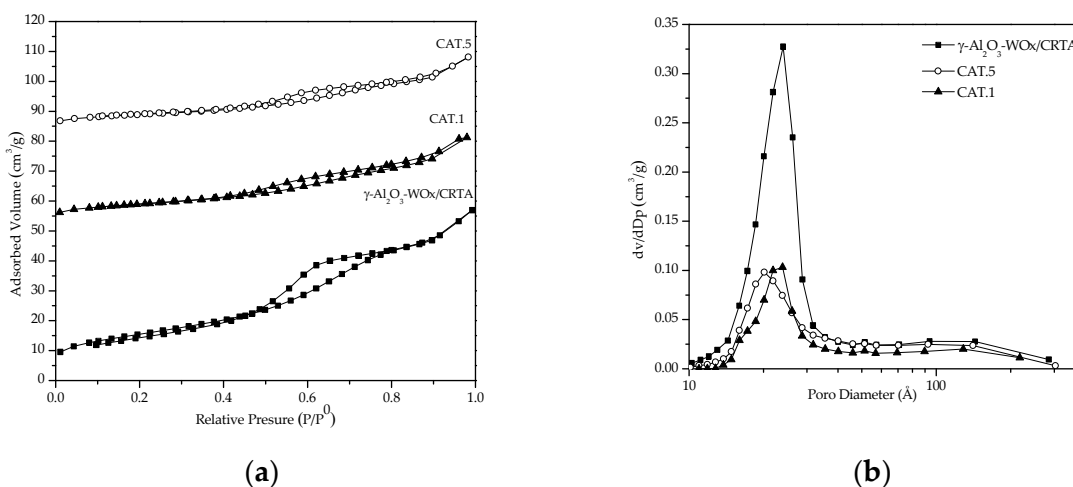 120
110
100
90
80
70
60
50
40
30
20
10
0
Adsorbed Volume (cm³/g)
CAT.5
CAT.1
γ-Al₂O₃-WOx/CRTA
0.0 0.2 0.4 0.6 0.8 1.0
Relative Presure (P/P⁰)
(a)
0.35
0.30
0.25
0.20
0.15
0.10
0.05
0.00
dv/dDp (cm³/g)
γ-Al₂O₃-WOx/CRTA
CAT.5
CAT.1
10 100
Poro Diameter (Å)
(b)